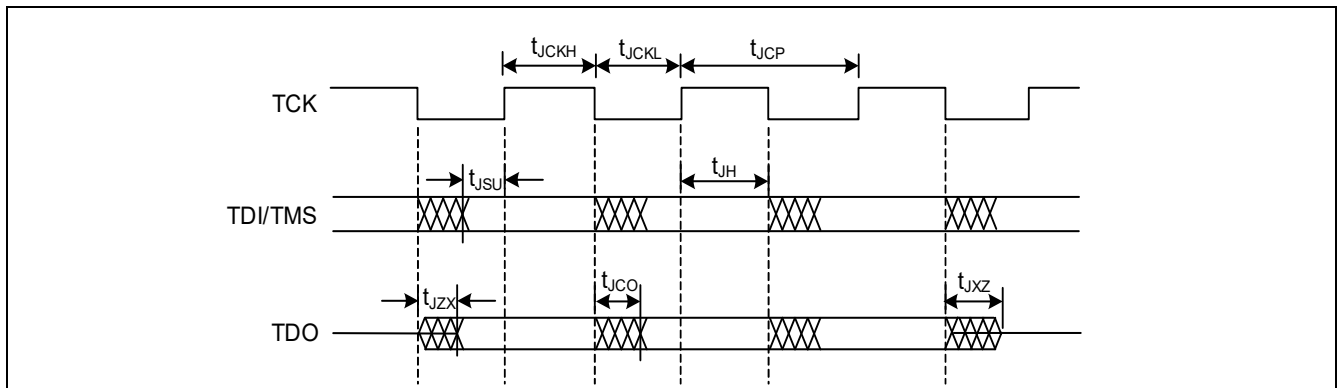 tJCKH tJCKL tJCP
TCK
tJSU tJH
TDI/TMS
tJZX tJCO tJXZ
TDO